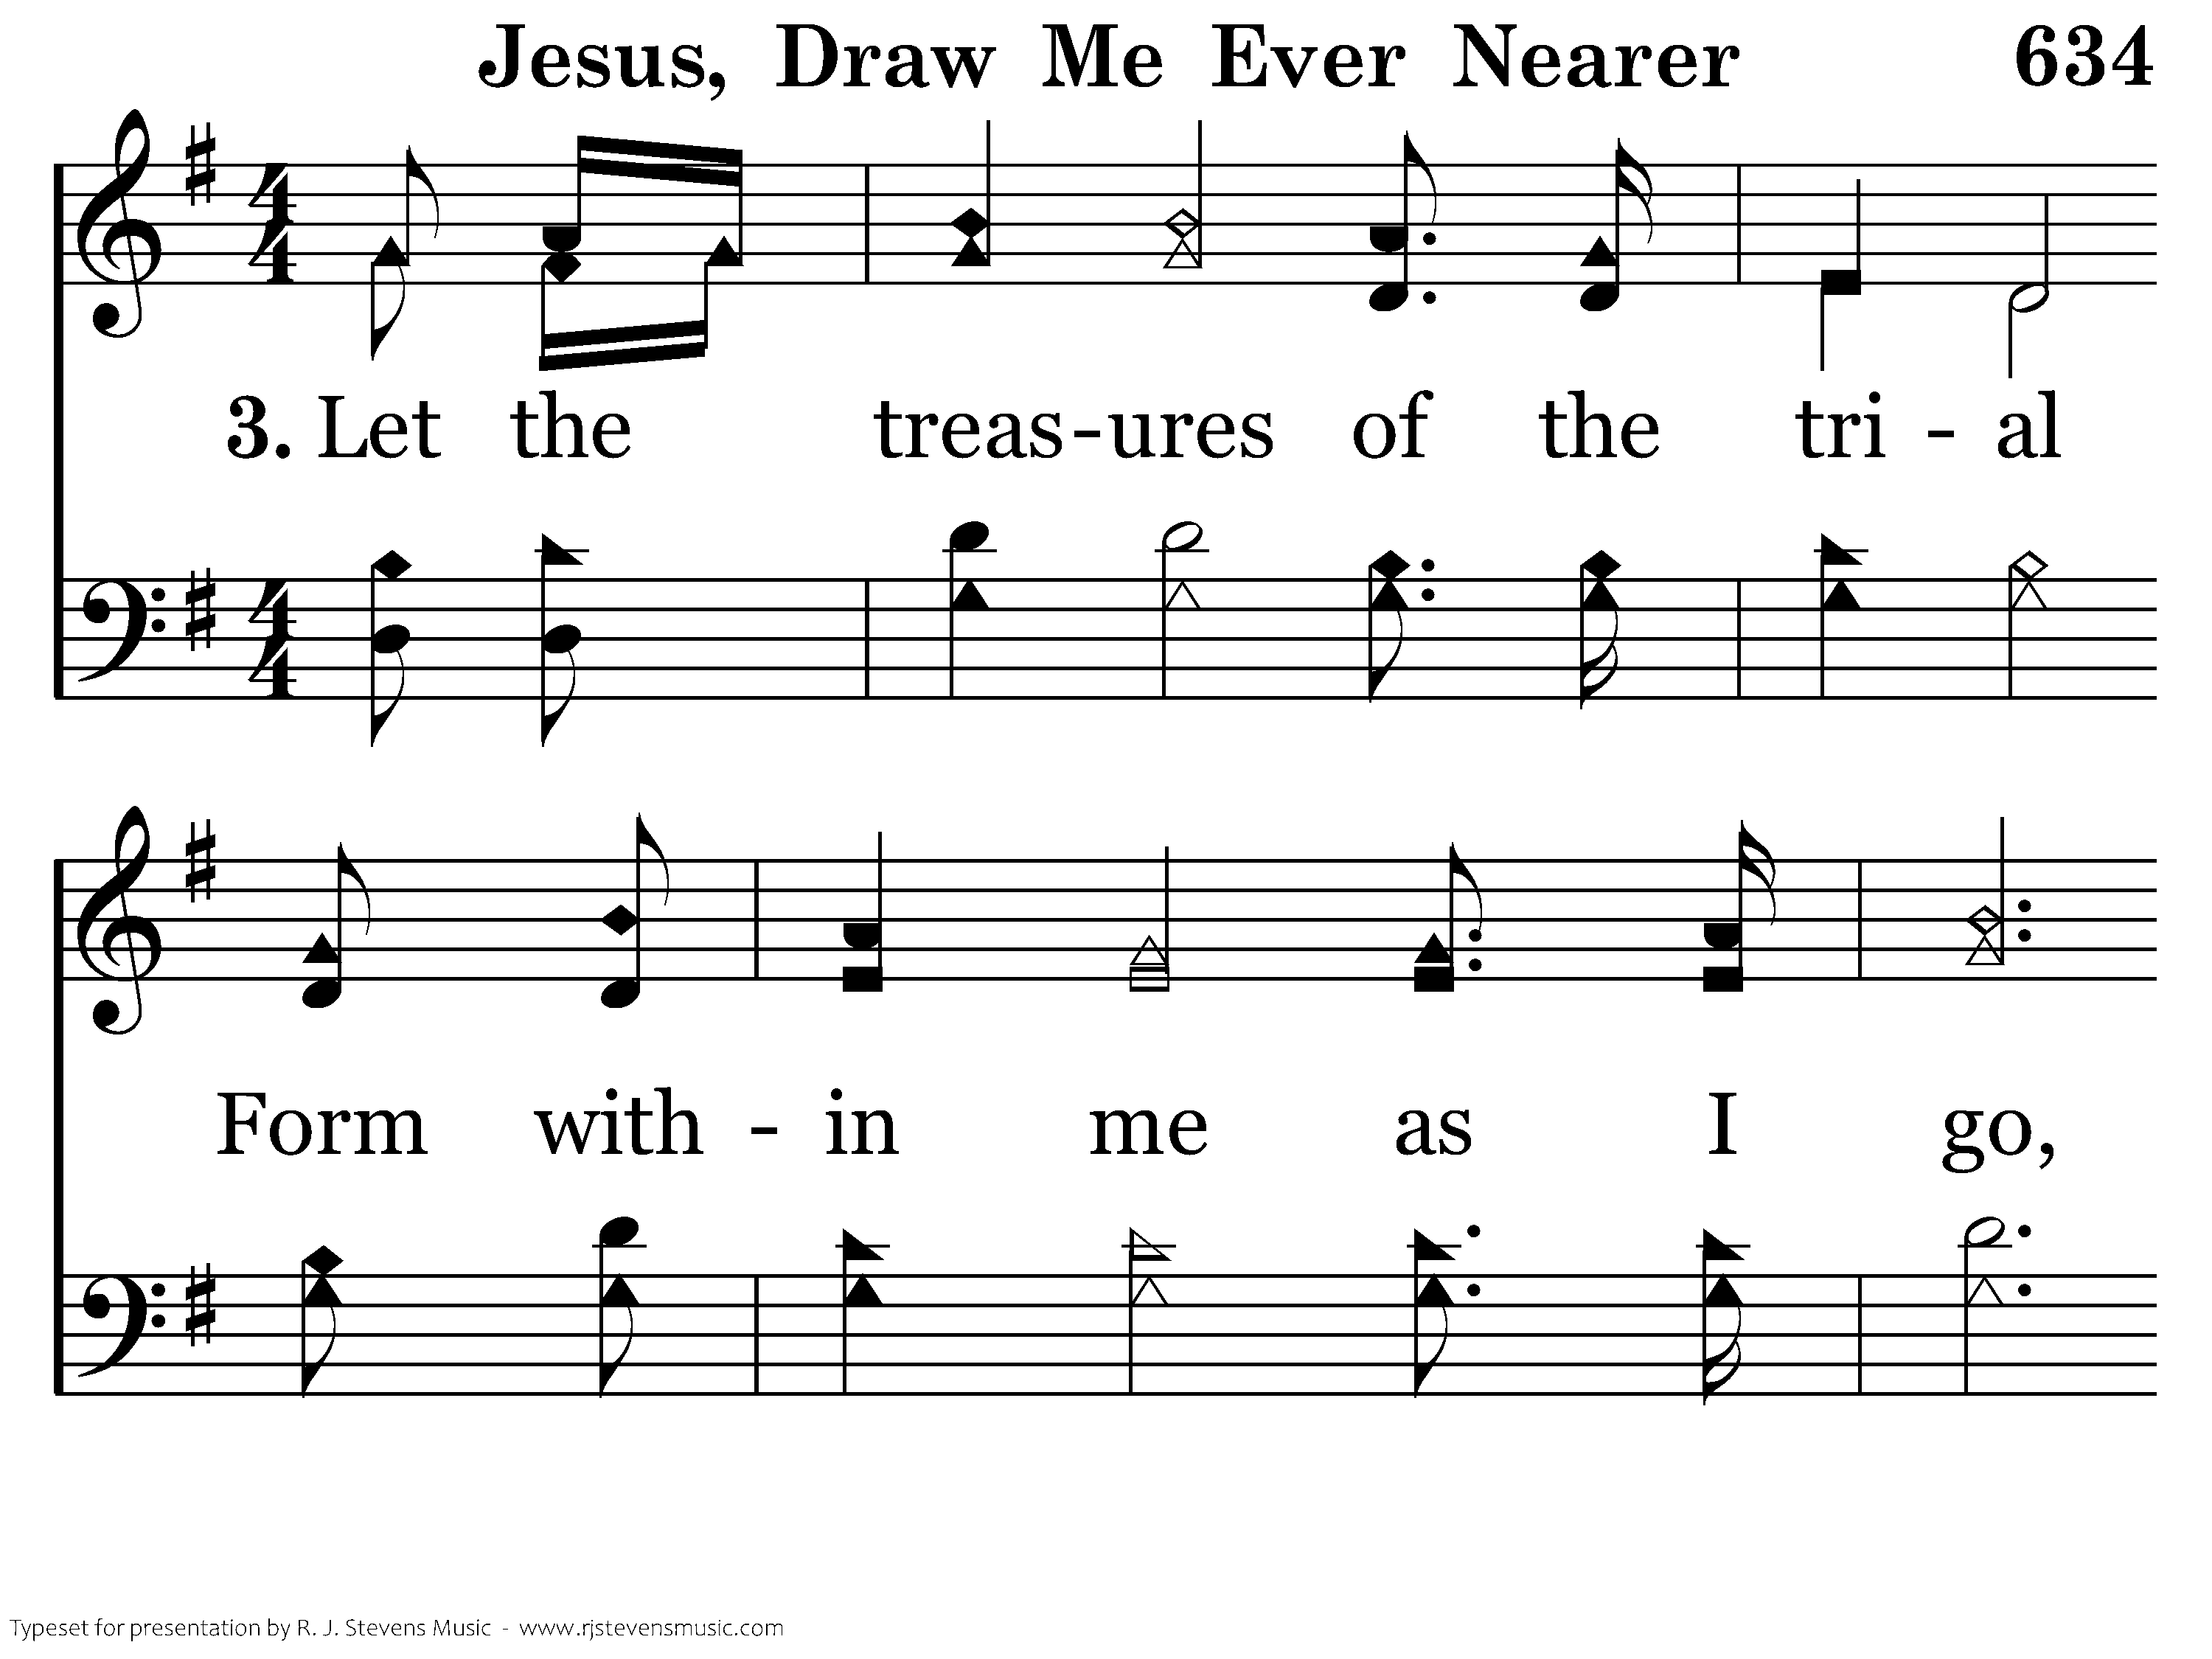 Jesus, Draw Me Ever Nearer 634
3. Let the treas-ures of the tri - al
Form with - in me as I go,
Typeset for presentation by R. J. Stevens Music - www.rjstevensmusic.com